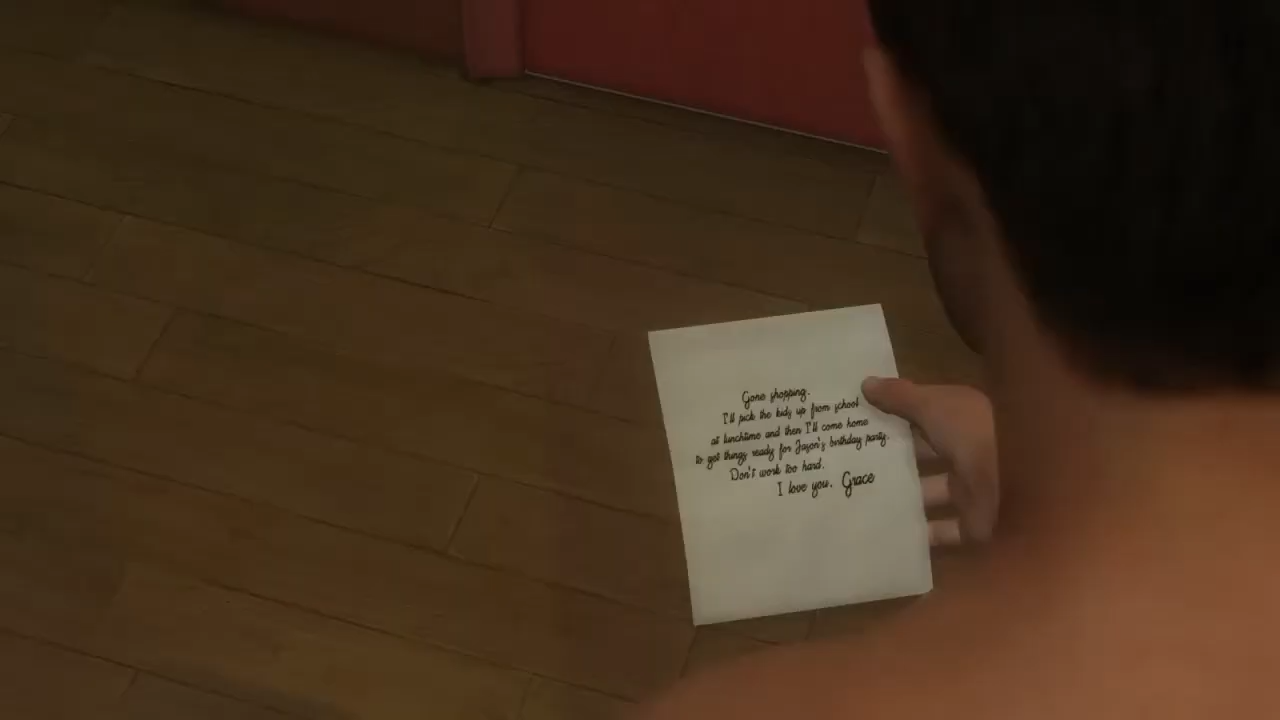 Gone shopping.
I'll pick the kids up from school
at lunchtime and then I'll come home
to get things ready for Jason's birthday party.
Don't work too hard.
I love you, Grace